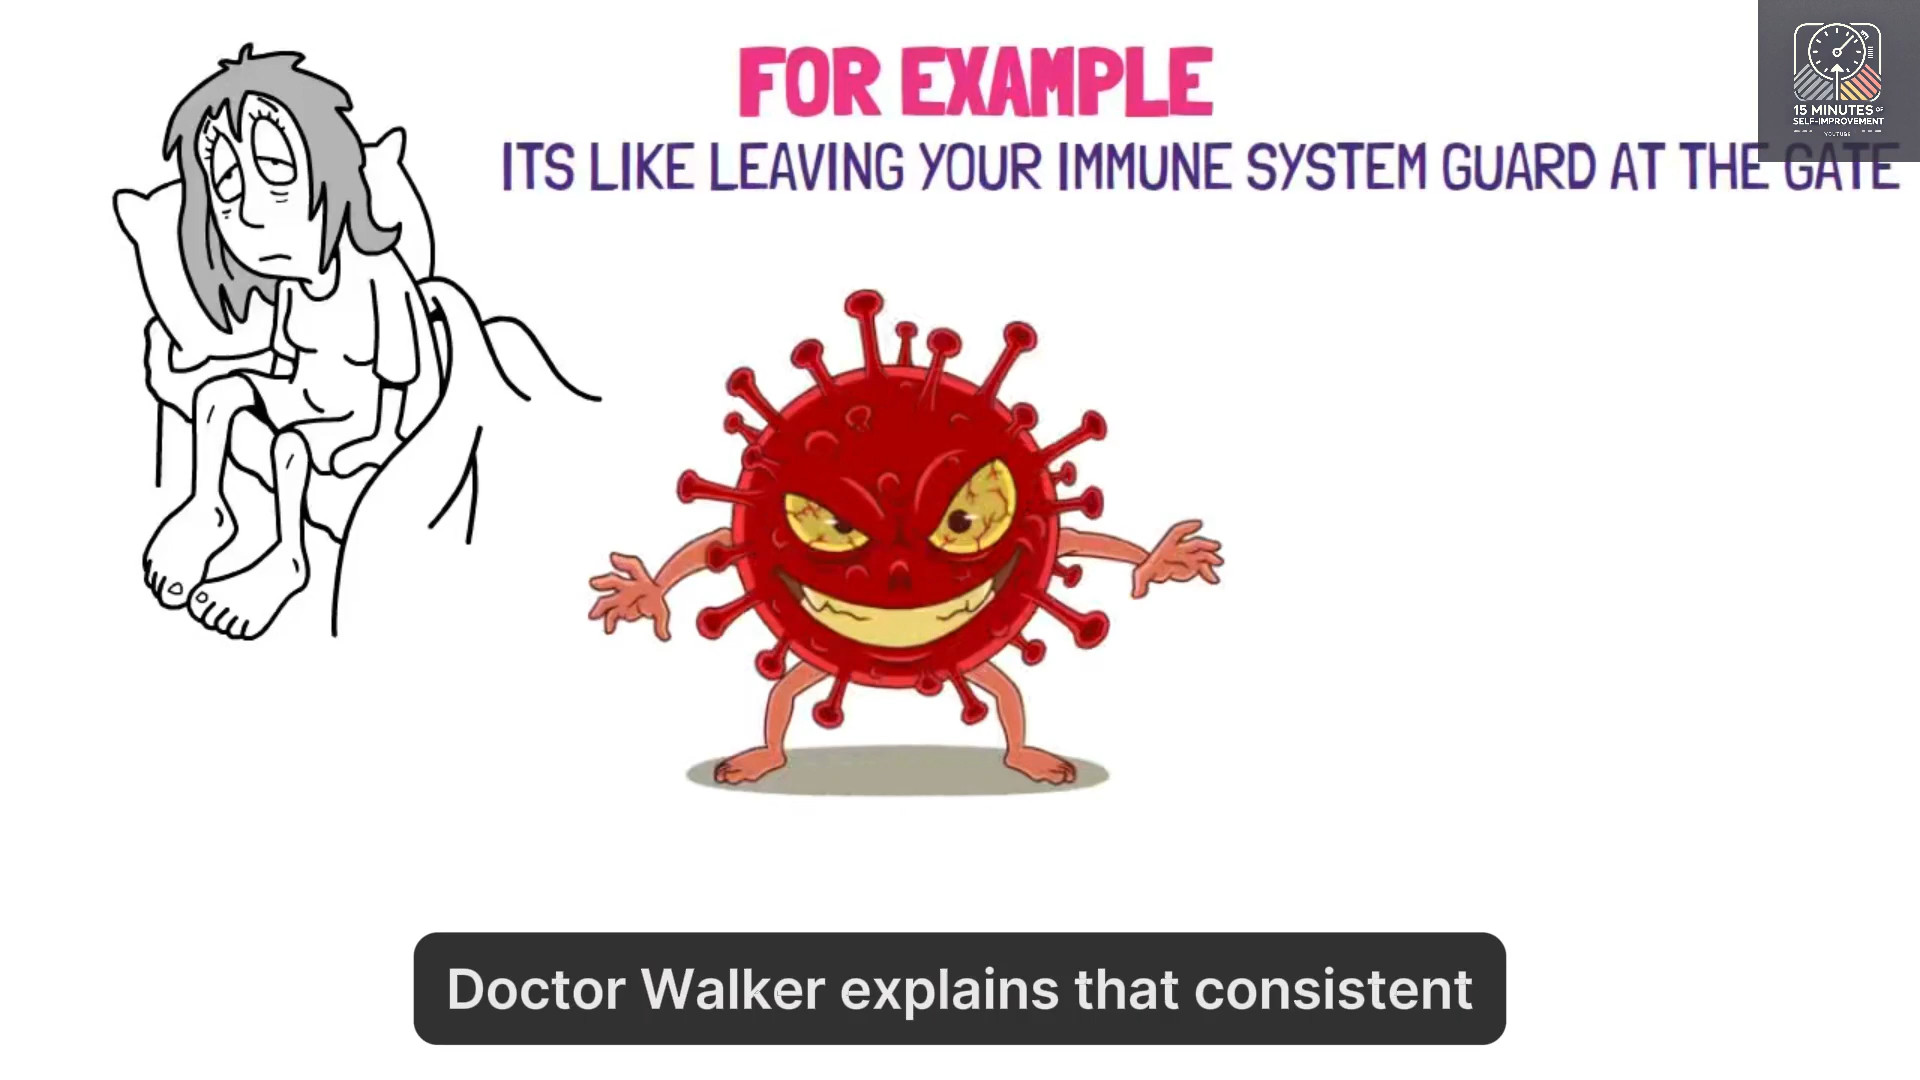 FOR EXAMPLE
ITS LIKE LEAVING YOUR IMMUNE SYSTEM GUARD AT THE GATE
15 MINUTES OF
SELF-IMPROVEMENT
YOUTUBE
Doctor Walker explains that consistent